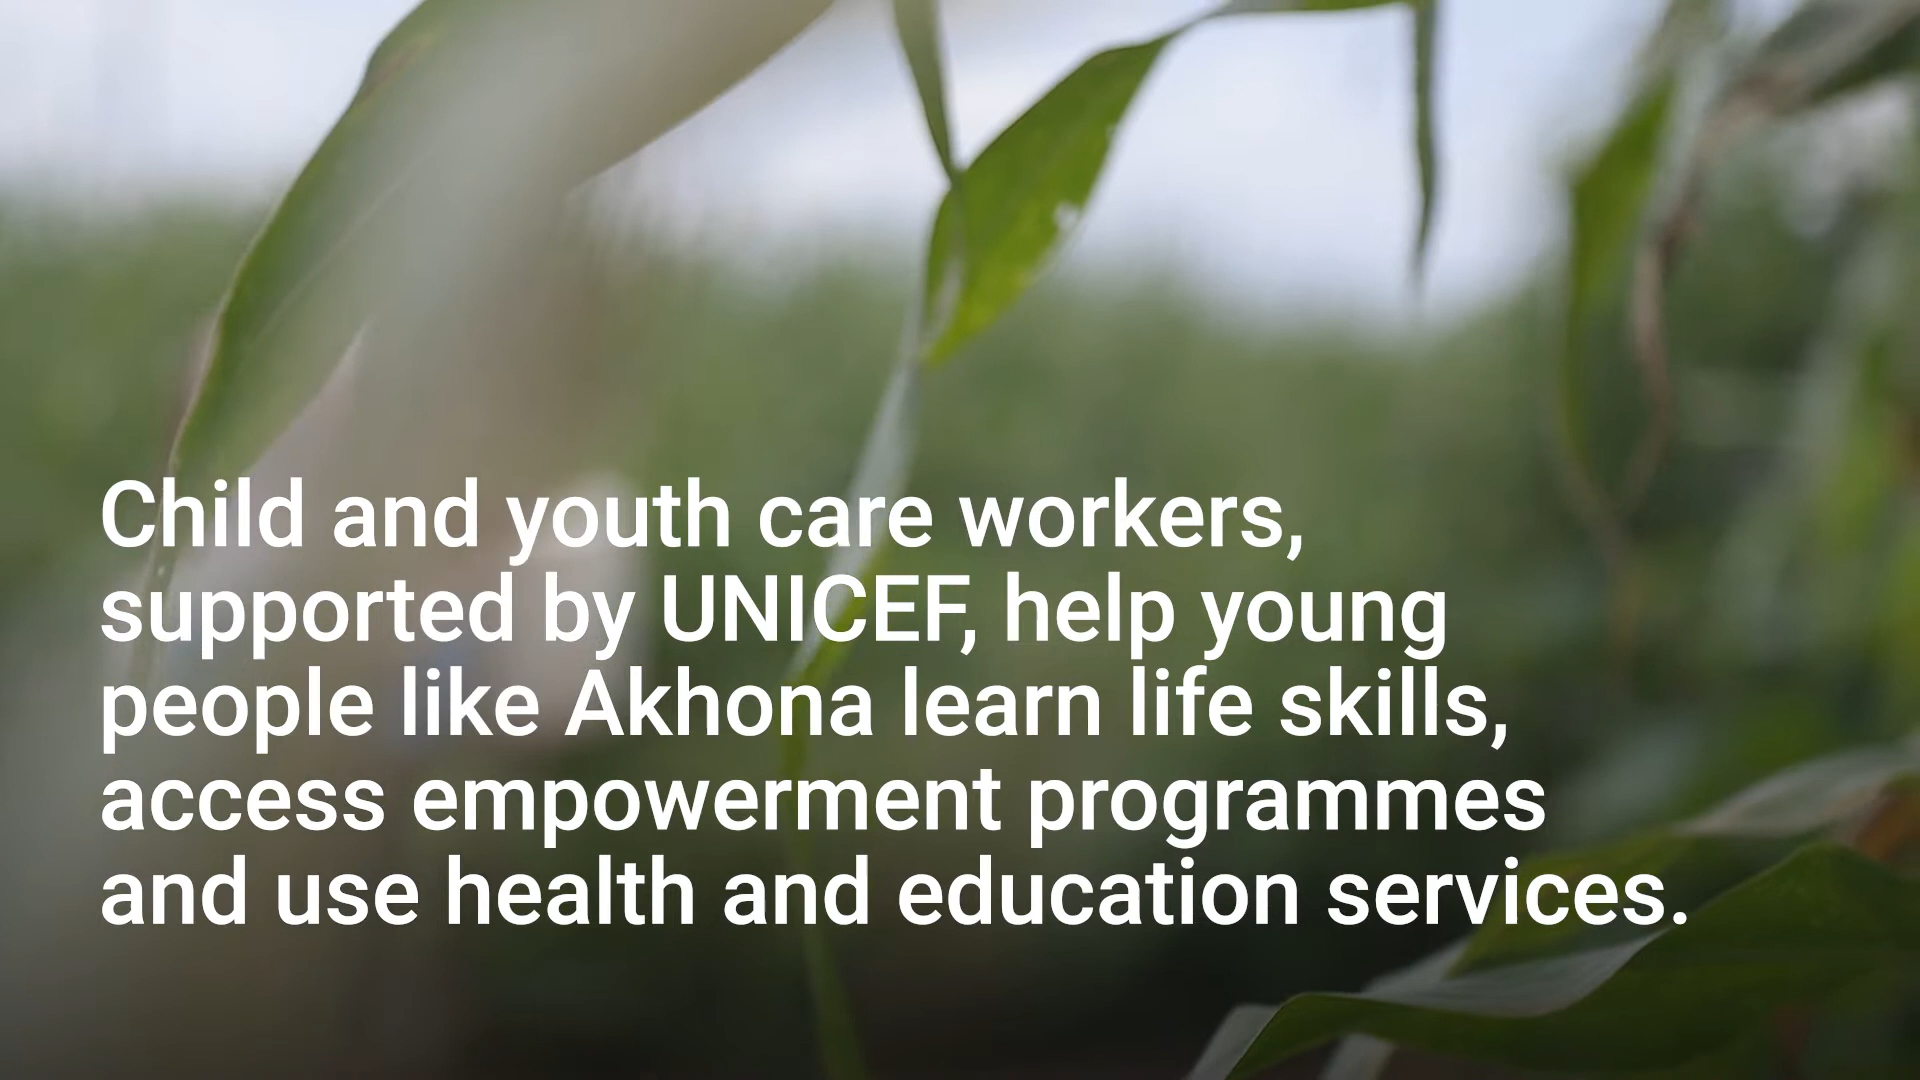 Child and youth care workers,
supported by UNICEF, help young
people like Akhona learn life skills,
access empowerment programmes
and use health and education services.